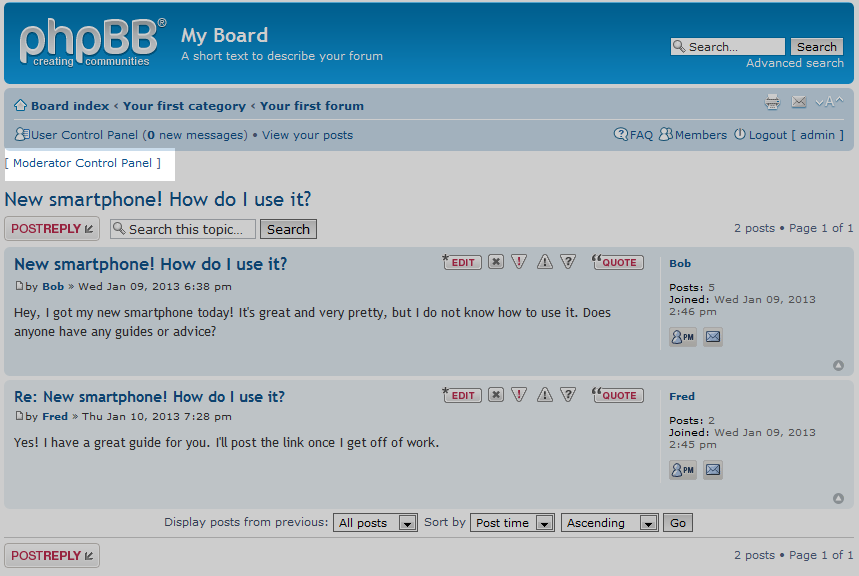 phpBB®
creating communities
My Board
A short text to describe your forum
Search...
Search
Advanced search
Board index ‹ Your first category ‹ Your first forum
A
User Control Panel (0 new messages) • View your posts
FAQ Members Logout [ admin ]
[ Moderator Control Panel ]
New smartphone! How do I use it?
POSTREPLY
Search this topic...
Search
2 posts • Page 1 of 1
New smartphone! How do I use it?
*EDIT
!
!
?
“QUOTE
by Bob » Wed Jan 09, 2013 6:38 pm
Hey, I got my new smartphone today! It's great and very pretty, but I do not know how to use it. Does
anyone have any guides or advice?
Bob
Posts: 5
Joined: Wed Jan 09, 2013
2:46 pm
PM
Re: New smartphone! How do I use it?
*EDIT
!
!
?
“QUOTE
by Fred » Thu Jan 10, 2013 7:28 pm
Yes! I have a great guide for you. I'll post the link once I get off of work.
Fred
Posts: 2
Joined: Wed Jan 09, 2013
2:45 pm
PM
Display posts from previous: All posts Sort by Post time Ascending Go
POSTREPLY
2 posts • Page 1 of 1